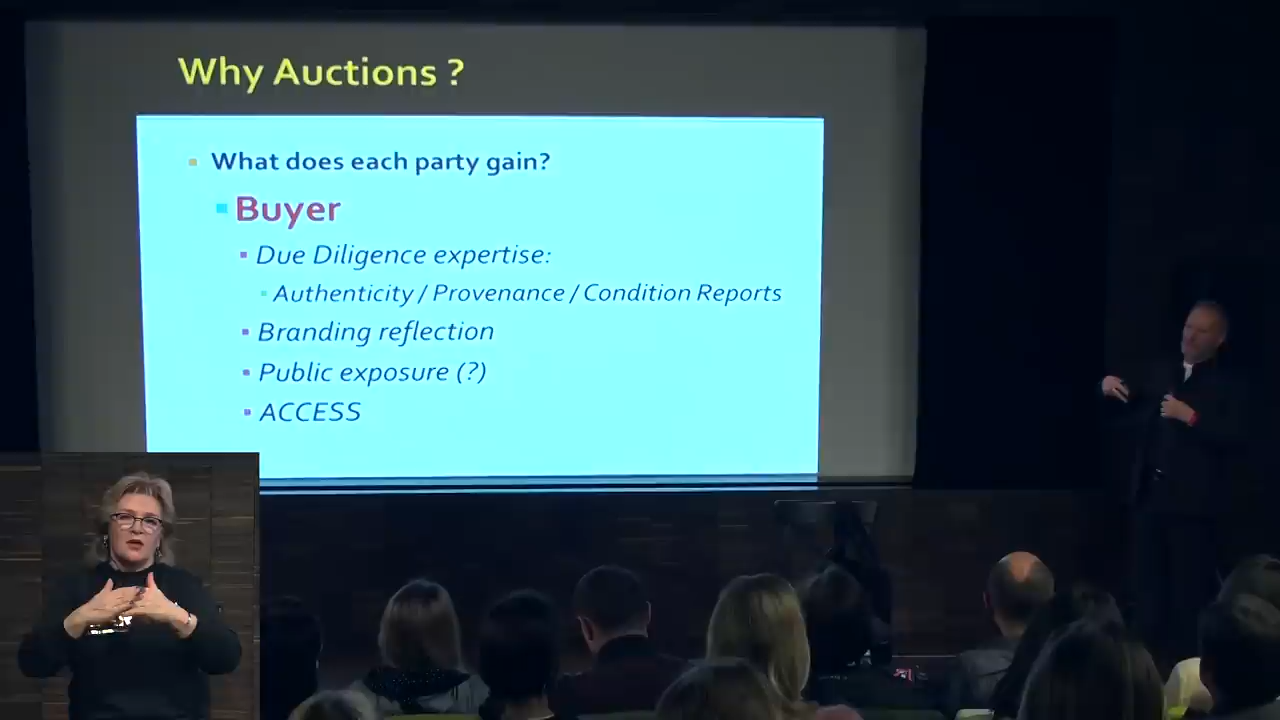 Why Auctions ?
What does each party gain?
Buyer
Due Diligence expertise:
Authenticity / Provenance / Condition Reports
Branding reflection
Public exposure (?)
ACCESS